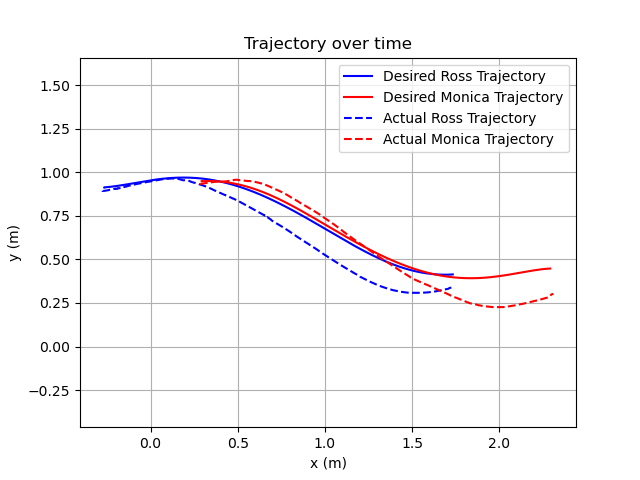 Trajectory over time
Desired Ross Trajectory
Desired Monica Trajectory
Actual Ross Trajectory
Actual Monica Trajectory
y (m)
1.50
1.25
1.00
0.75
0.50
0.25
0.00
−0.25
0.0 0.5 1.0 1.5 2.0
x (m)